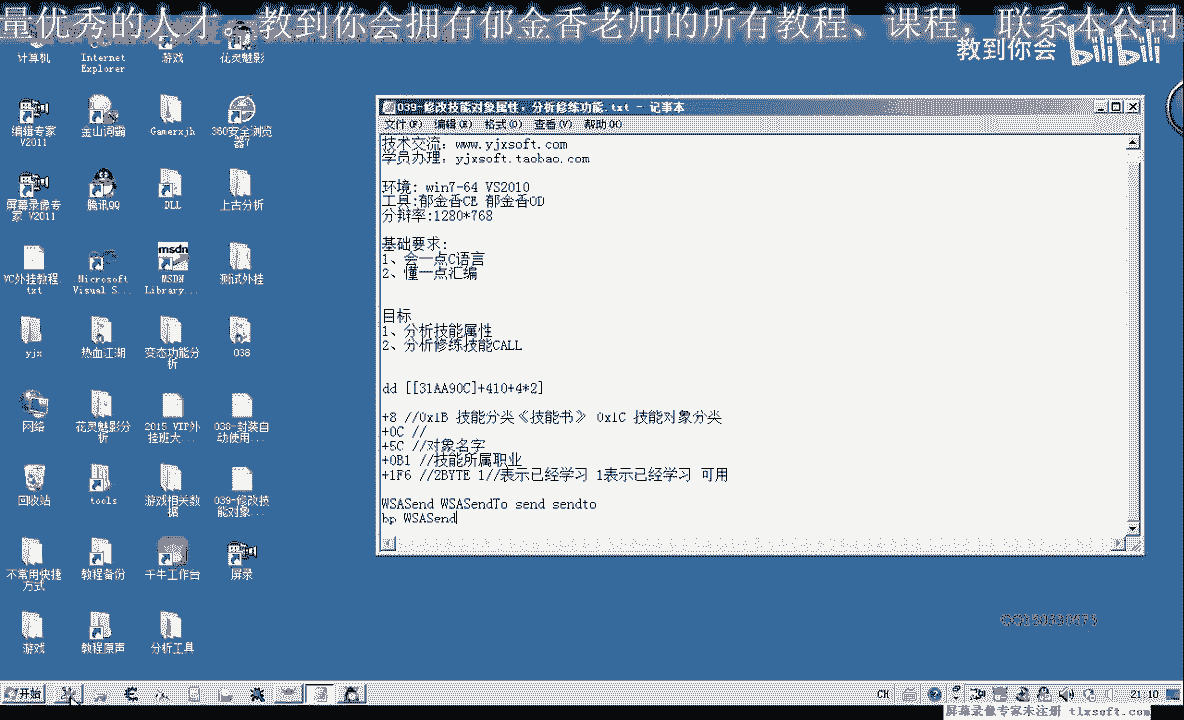 量优秀的人才，教到你会拥有郁金香老师的所有教程、课程，联系本公司
教到你会 bilibili
计算机
Internet Explorer
游戏
花灵魅影
编辑专家 V2011
金山词霸
Gamerxjh
360安全浏览器7
屏幕录像专家 V2011
腾讯QQ
DLL
上古分析
VC外挂教程.txt
Microsoft Visual S...
MSDN Library...
测试外挂
yjx
热血江湖
变态功能分析
038
网络
花灵魅影分析
2015 VIP外挂班大...
038-封装自动使用...
回收站
tools
游戏相关数据
039-修改技能对象...
不常用快捷方式
教程备份
千牛工作台
屏录
游戏
教程原声
分析工具
039-修改技能对象属性，分析修练功能.txt - 记事本
文件(F) 编辑(E) 格式(O) 查看(V) 帮助(H)
技术交流：www.yjxsoft.com
学员办理：yjxsoft.taobao.com
环境: win7-64 VS2010
工具:郁金香CE 郁金香OD
分辩率:1280*768
基础要求:
1、会一点C语言
2、懂一点汇编
目标
1、分析技能属性
2、分析修练技能CALL
dd [[31AA90C]+410+4*2]
+8 //0x1B 技能分类《技能书》 0x1C 技能对象分类
+0C //
+5C //对象名字
+0B1 //技能所属职业
+1F6 //2BYTE 1//表示已经学习 1表示已经学习 可用
WSASend WSASendTo send sendto
bp WSASend
开始
CH
21:10
屏幕录像专家未注册 tlxsoft.com